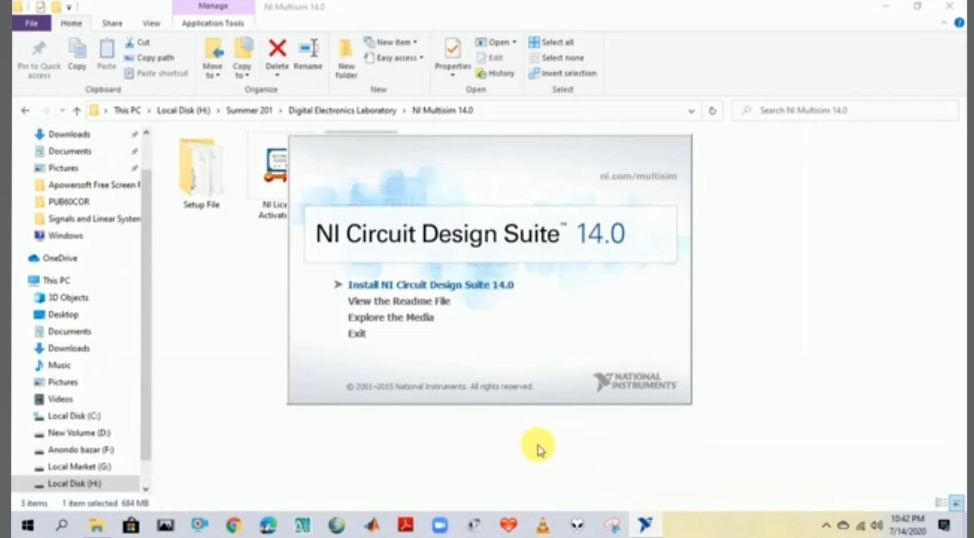 Manage
NI Multisim 14.0
File
Home
Share
View
Application Tools
Pin to Quick access
Copy
Paste
Cut
Copy path
Paste shortcut
Clipboard
Move to
Copy to
Delete
Rename
Organize
New folder
New item
Easy access
New
Properties
Open
Edit
History
Open
Select all
Select none
Invert selection
Select
This PC > Local Disk (H:) > Summer 201 > Digital Electronics Laboratory > NI Multisim 14.0
Search NI Multisim 14.0
Downloads
Documents
Pictures
Apowersoft Free Screen R
PUB60COR
Signals and Linear System
Windows
OneDrive
This PC
3D Objects
Desktop
Documents
Downloads
Music
Pictures
Videos
Local Disk (C:)
New Volume (D:)
Anondo bazar (F:)
Local Market (G:)
Local Disk (H:)
Setup File
NI Lice
Activat
ni.com/multisim
NI Circuit Design Suite™ 14.0
Install NI Circuit Design Suite 14.0
View the Readme File
Explore the Media
Exit
© 2001–2015 National Instruments. All rights reserved.
NATIONAL
INSTRUMENTS
3 items 1 item selected 684 MB
10:42 PM
7/14/2020